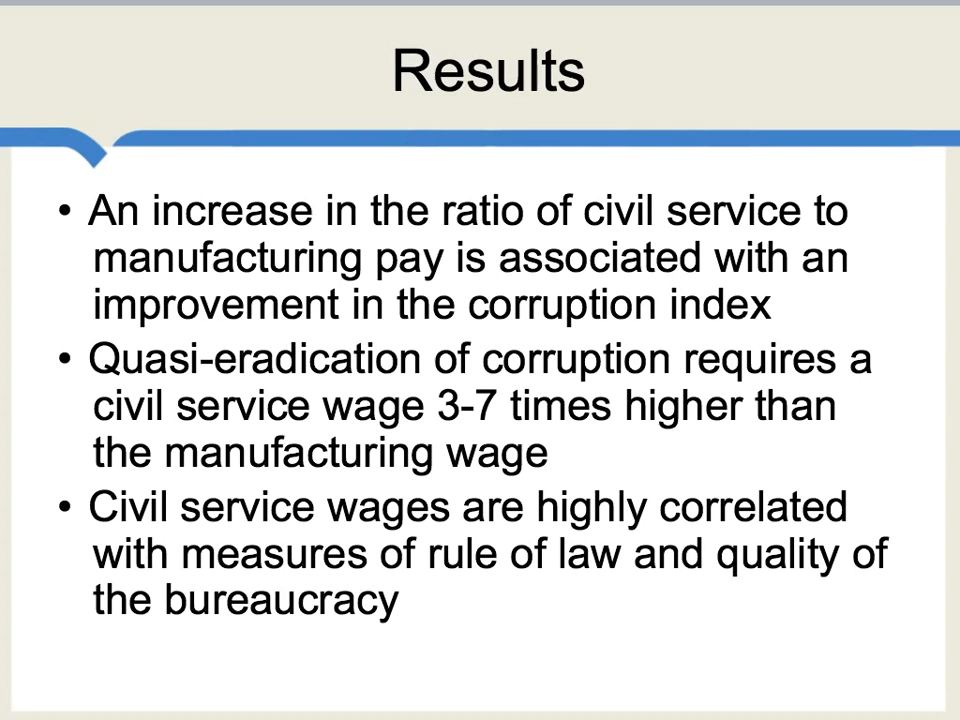 Results
• An increase in the ratio of civil service to
manufacturing pay is associated with an
improvement in the corruption index
• Quasi-eradication of corruption requires a
civil service wage 3-7 times higher than
the manufacturing wage
• Civil service wages are highly correlated
with measures of rule of law and quality of
the bureaucracy